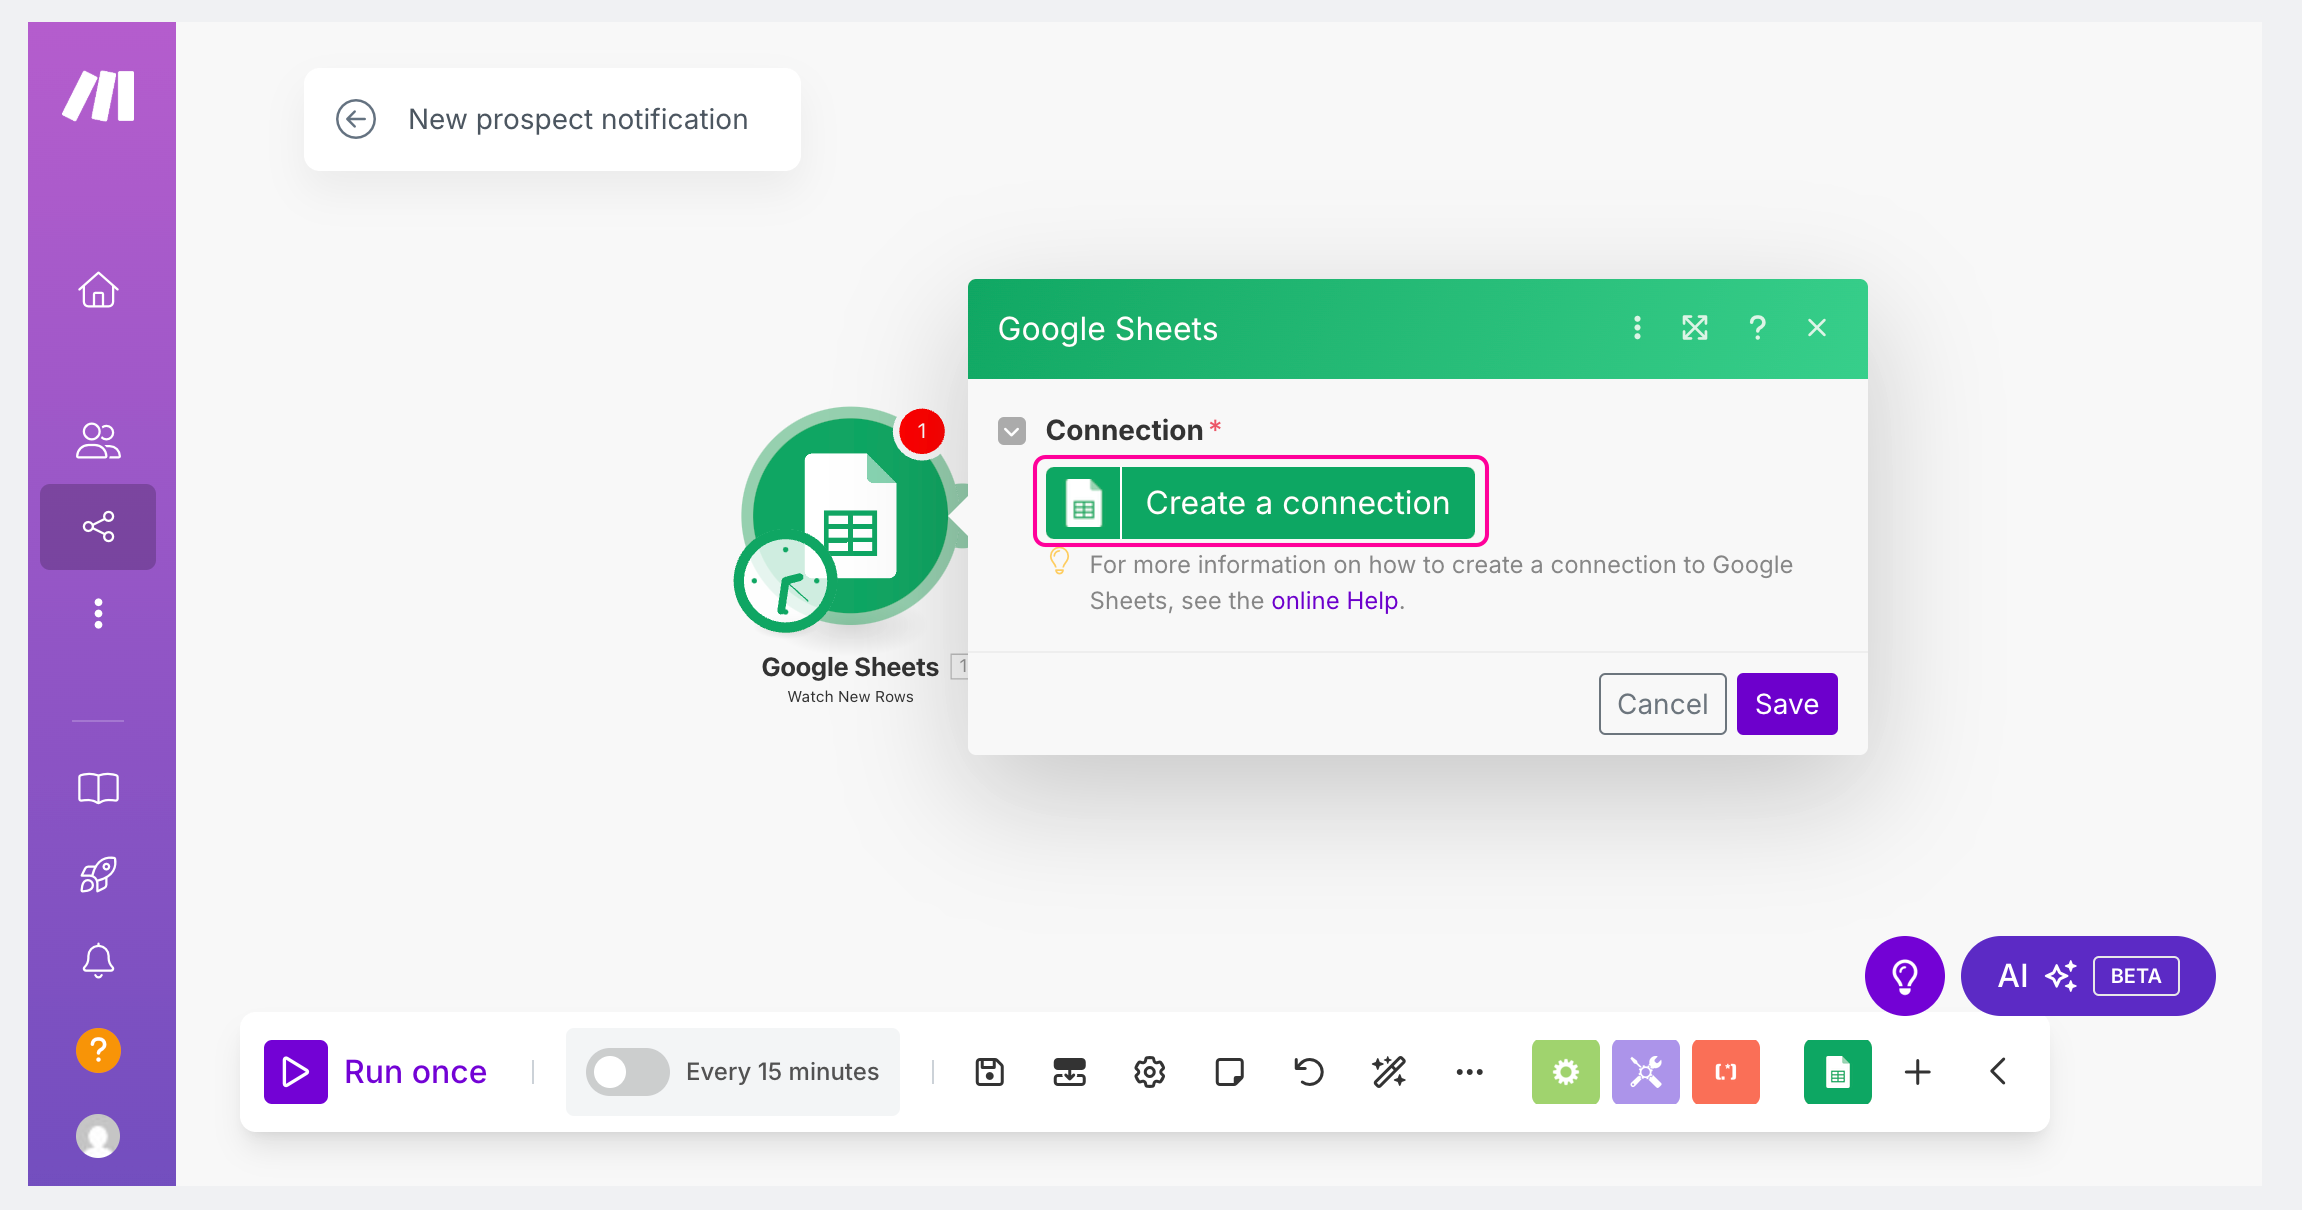 New prospect notification
Google Sheets
?
Connection *
Create a connection
For more information on how to create a connection to Google
Sheets, see the online Help.
Cancel
Save
1
Google Sheets 1
Watch New Rows
AI BETA
?
Run once
Every 15 minutes